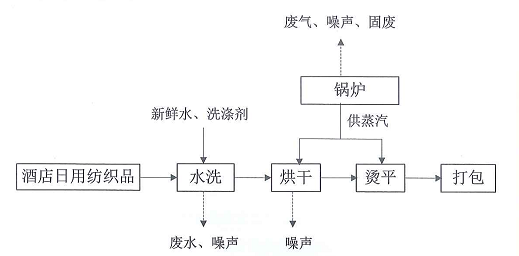 废气、噪声、固废
锅炉
供蒸汽
新鲜水、洗涤剂
酒店日用纺织品
水洗
烘干
烫平
打包
废水、噪声
噪声